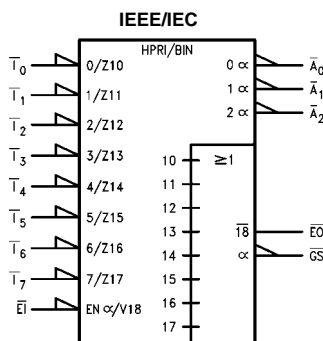 IEEE/IEC
HPRI/BIN
I̅0 0/Z10 0 ∝ A̅0
I̅1 1/Z11 1 ∝ A̅1
I̅2 2/Z12 2 ∝ A̅2
I̅3 3/Z13 10 ≥1
I̅4 4/Z14 11
I̅5 5/Z15 12
I̅6 6/Z16 13 1̅8̅ E̅O̅
I̅7 7/Z17 14 ∝ G̅S̅
E̅I̅ EN ∝/V18 15
16
17